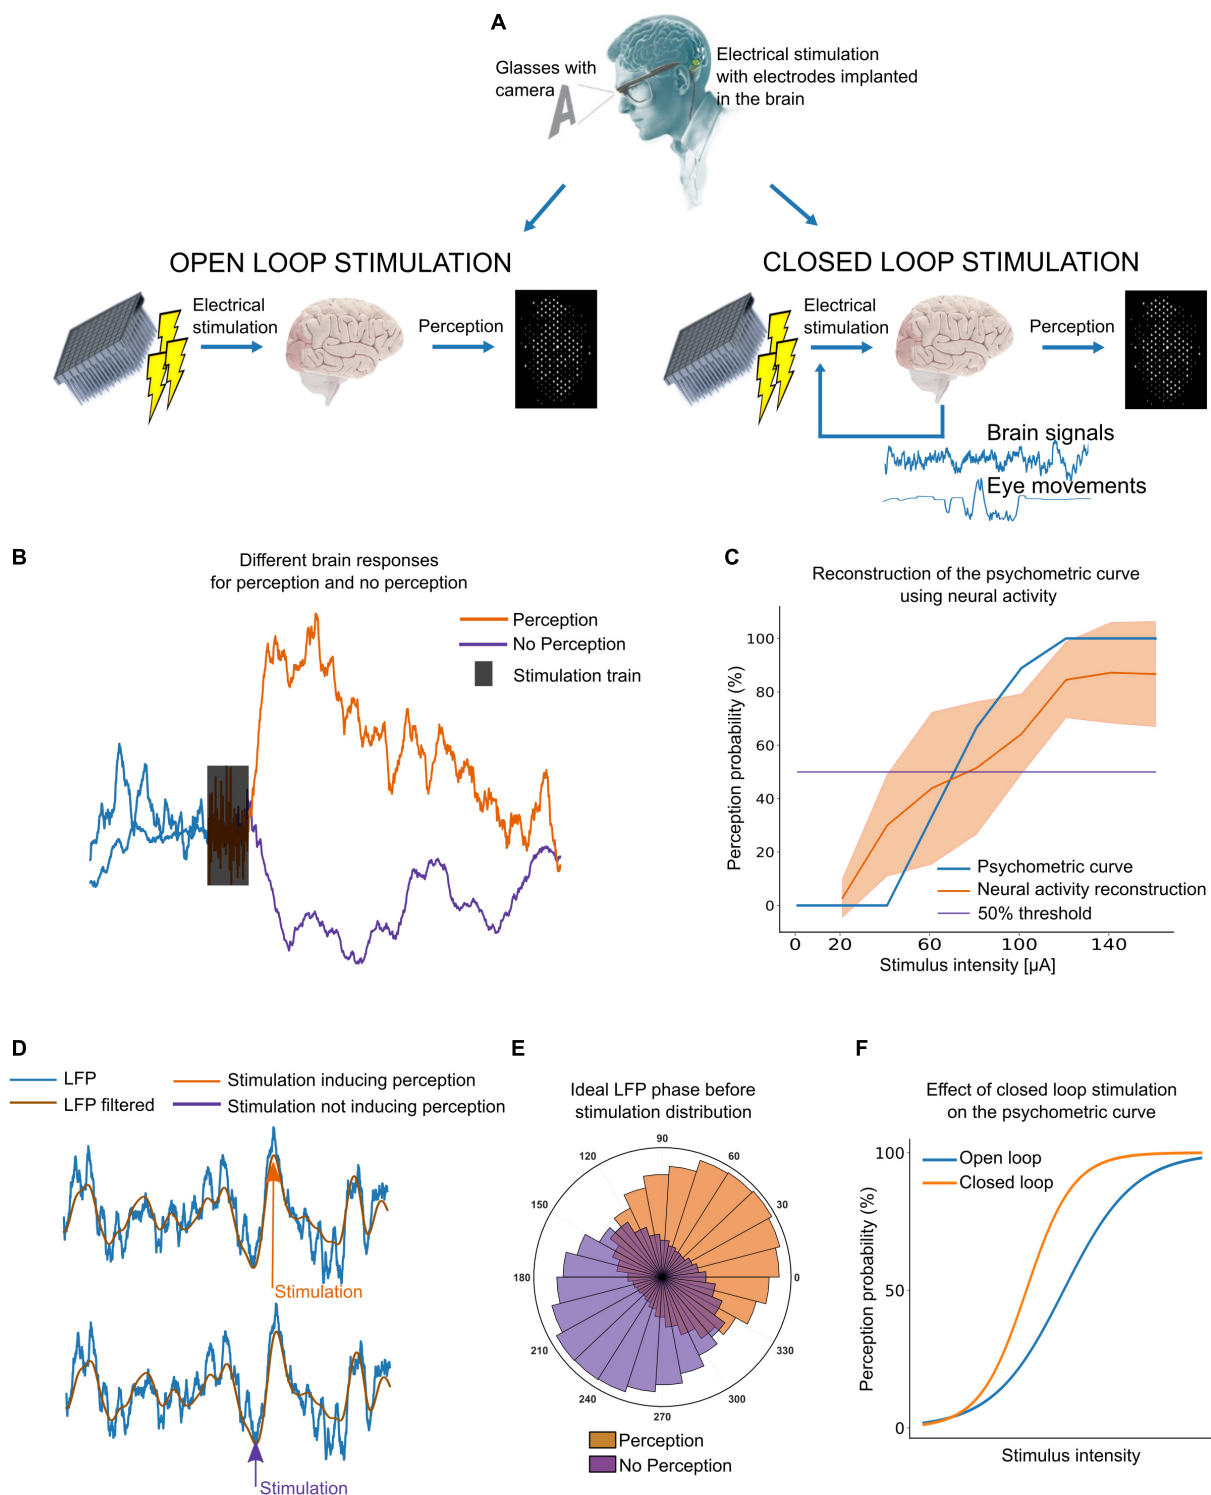 A
Glasses with
camera
A
Electrical stimulation
with electrodes implanted
in the brain
OPEN LOOP STIMULATION
Electrical
stimulation
Perception
CLOSED LOOP STIMULATION
Electrical
stimulation
Perception
Brain signals
Eye movements
B
Different brain responses
for perception and no perception
Perception
No Perception
Stimulation train
C
Reconstruction of the psychometric curve
using neural activity
Perception probability (%)
100
80
60
40
20
0
Psychometric curve
Neural activity reconstruction
50% threshold
0 20 60 100 140
Stimulus intensity [µA]
D
LFP
LFP filtered
Stimulation inducing perception
Stimulation not inducing perception
Stimulation
Stimulation
E
Ideal LFP phase before
stimulation distribution
90
120
60
150
30
180
0
210
330
240
300
270
Perception
No Perception
F
Effect of closed loop stimulation
on the psychometric curve
Perception probability (%)
100
50
0
Open loop
Closed loop
Stimulus intensity